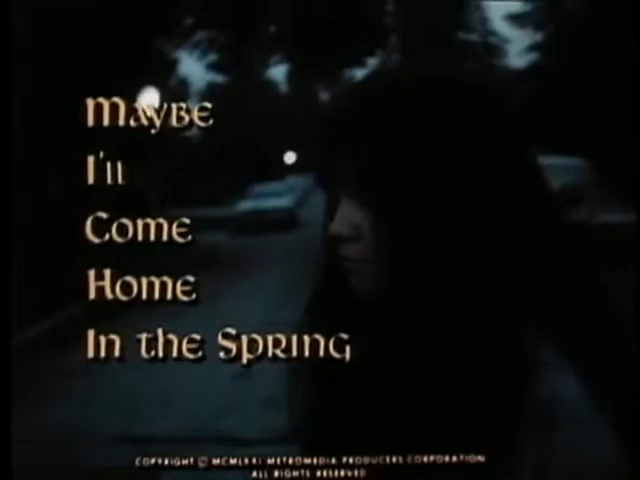 Maybe
I'll
Come
Home
In the Spring
COPYRIGHT © MCMLXXI METROMEDIA PRODUCERS CORPORATION
ALL RIGHTS RESERVED